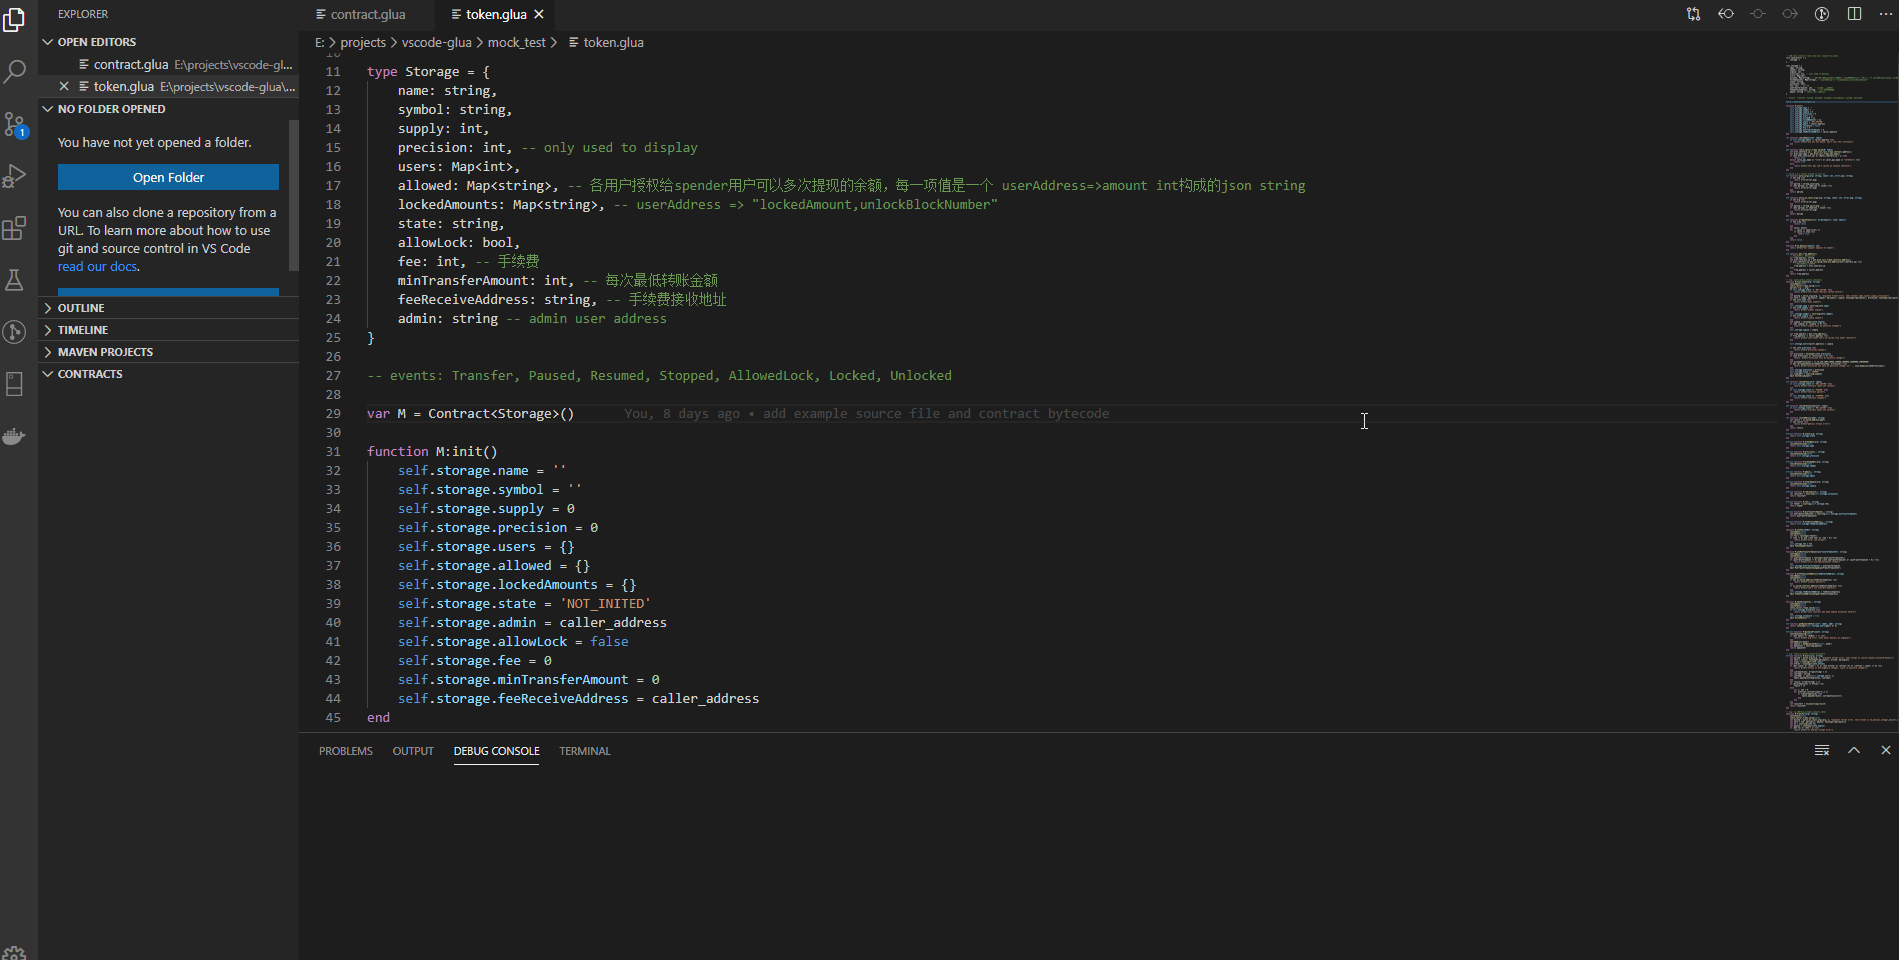 EXPLORER
OPEN EDITORS
contract.glua E:\projects\vscode-gl...
token.glua E:\projects\vscode-glua\...
NO FOLDER OPENED
You have not yet opened a folder.
Open Folder
You can also clone a repository from a
URL. To learn more about how to use
git and source control in VS Code
read our docs.
OUTLINE
TIMELINE
MAVEN PROJECTS
CONTRACTS
1
contract.glua
token.glua
E: > projects > vscode-glua > mock_test > token.glua
10
11 type Storage = {
12 name: string,
13 symbol: string,
14 supply: int,
15 precision: int, -- only used to display
16 users: Map<int>,
17 allowed: Map<string>, -- 各用户授权给spender用户可以多次提现的余额，每一项值是一个 userAddress=>amount int构成的json string
18 lockedAmounts: Map<string>, -- userAddress => "lockedAmount,unlockBlockNumber"
19 state: string,
20 allowLock: bool,
21 fee: int, -- 手续费
22 minTransferAmount: int, -- 每次最低转账金额
23 feeReceiveAddress: string, -- 手续费接收地址
24 admin: string -- admin user address
25 }
26
27 -- events: Transfer, Paused, Resumed, Stopped, AllowedLock, Locked, Unlocked
28
29 var M = Contract<Storage>() You, 8 days ago • add example source file and contract bytecode
30
31 function M:init()
32 self.storage.name = ''
33 self.storage.symbol = ''
34 self.storage.supply = 0
35 self.storage.precision = 0
36 self.storage.users = {}
37 self.storage.allowed = {}
38 self.storage.lockedAmounts = {}
39 self.storage.state = 'NOT_INITED'
40 self.storage.admin = caller_address
41 self.storage.allowLock = false
42 self.storage.fee = 0
43 self.storage.minTransferAmount = 0
44 self.storage.feeReceiveAddress = caller_address
45 end
PROBLEMS OUTPUT DEBUG CONSOLE TERMINAL